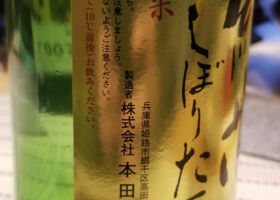 しぼりた
兵庫県姫路市網干区高田
製造者 株式会社 本田
米
注意しましょう。
ないようご注意ください。
て(10℃前後)お飲みください。